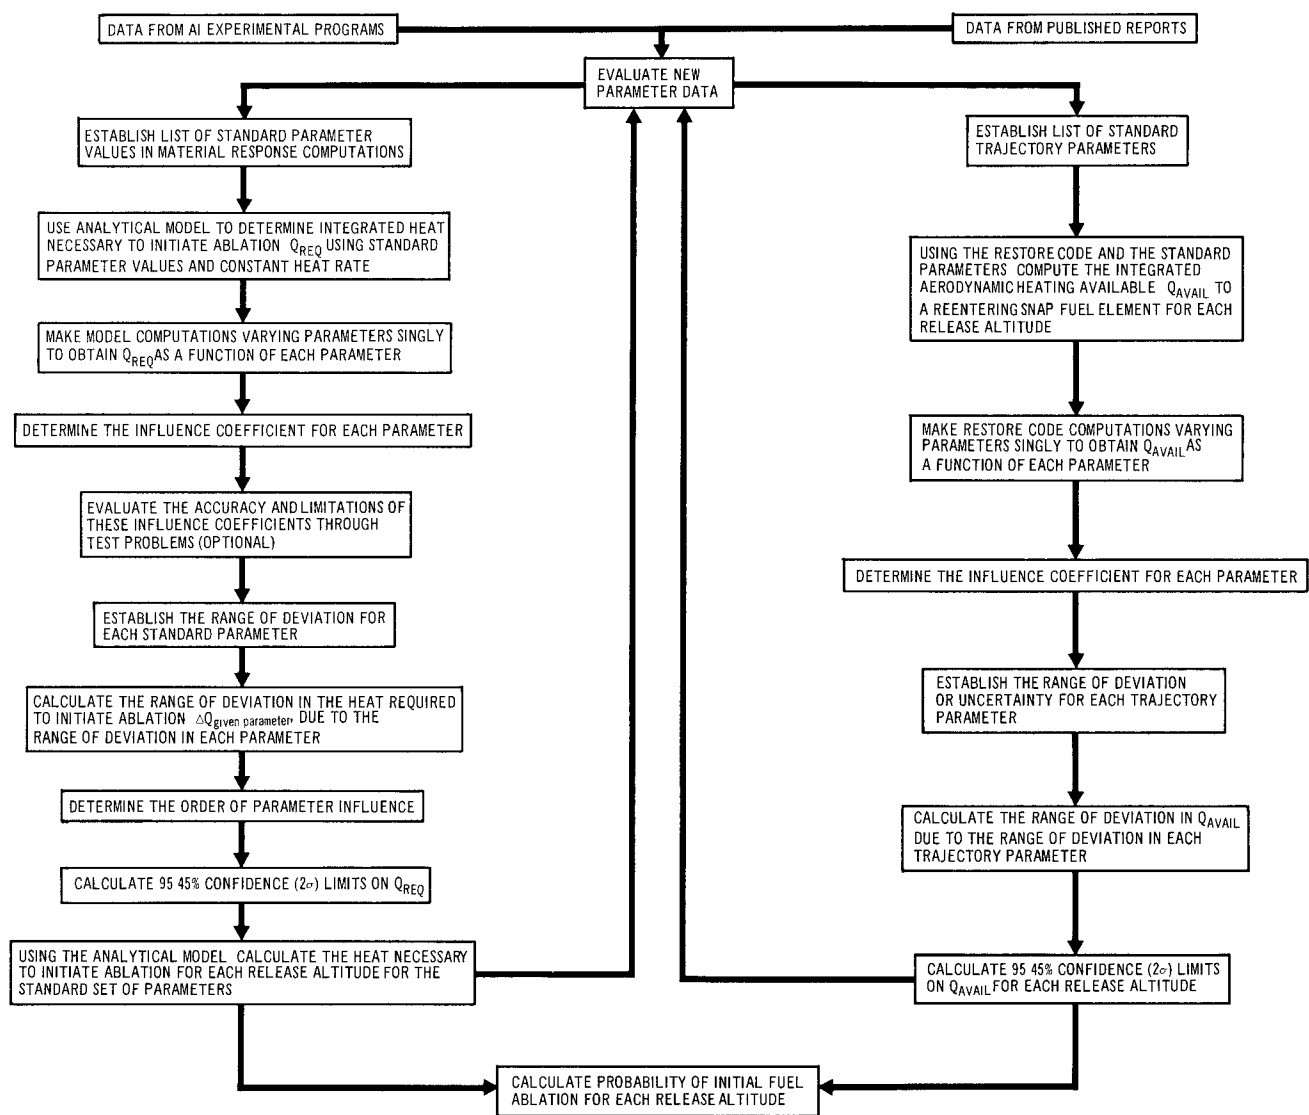 DATA FROM AI EXPERIMENTAL PROGRAMS
DATA FROM PUBLISHED REPORTS
EVALUATE NEW
PARAMETER DATA
ESTABLISH LIST OF STANDARD PARAMETER
VALUES IN MATERIAL RESPONSE COMPUTATIONS
USE ANALYTICAL MODEL TO DETERMINE INTEGRATED HEAT
NECESSARY TO INITIATE ABLATION Q_REQ USING STANDARD
PARAMETER VALUES AND CONSTANT HEAT RATE
MAKE MODEL COMPUTATIONS VARYING PARAMETERS SINGLY
TO OBTAIN Q_REQ AS A FUNCTION OF EACH PARAMETER
DETERMINE THE INFLUENCE COEFFICIENT FOR EACH PARAMETER
EVALUATE THE ACCURACY AND LIMITATIONS OF
THESE INFLUENCE COEFFICIENTS THROUGH
TEST PROBLEMS (OPTIONAL)
ESTABLISH THE RANGE OF DEVIATION FOR
EACH STANDARD PARAMETER
CALCULATE THE RANGE OF DEVIATION IN THE HEAT REQUIRED
TO INITIATE ABLATION ΔQ_given parameter, DUE TO THE
RANGE OF DEVIATION IN EACH PARAMETER
DETERMINE THE ORDER OF PARAMETER INFLUENCE
CALCULATE 95 45% CONFIDENCE (2σ) LIMITS ON Q_REQ
USING THE ANALYTICAL MODEL CALCULATE THE HEAT NECESSARY
TO INITIATE ABLATION FOR EACH RELEASE ALTITUDE FOR THE
STANDARD SET OF PARAMETERS
ESTABLISH LIST OF STANDARD
TRAJECTORY PARAMETERS
USING THE RESTORE CODE AND THE STANDARD
PARAMETERS COMPUTE THE INTEGRATED
AERODYNAMIC HEATING AVAILABLE Q_AVAIL TO
A REENTERING SNAP FUEL ELEMENT FOR EACH
RELEASE ALTITUDE
MAKE RESTORE CODE COMPUTATIONS VARYING
PARAMETERS SINGLY TO OBTAIN Q_AVAIL AS
A FUNCTION OF EACH PARAMETER
DETERMINE THE INFLUENCE COEFFICIENT FOR EACH PARAMETER
ESTABLISH THE RANGE OF DEVIATION
OR UNCERTAINTY FOR EACH TRAJECTORY
PARAMETER
CALCULATE THE RANGE OF DEVIATION IN Q_AVAIL
DUE TO THE RANGE OF DEVIATION IN EACH
TRAJECTORY PARAMETER
CALCULATE 95 45% CONFIDENCE (2σ) LIMITS
ON Q_AVAIL FOR EACH RELEASE ALTITUDE
CALCULATE PROBABILITY OF INITIAL FUEL
ABLATION FOR EACH RELEASE ALTITUDE